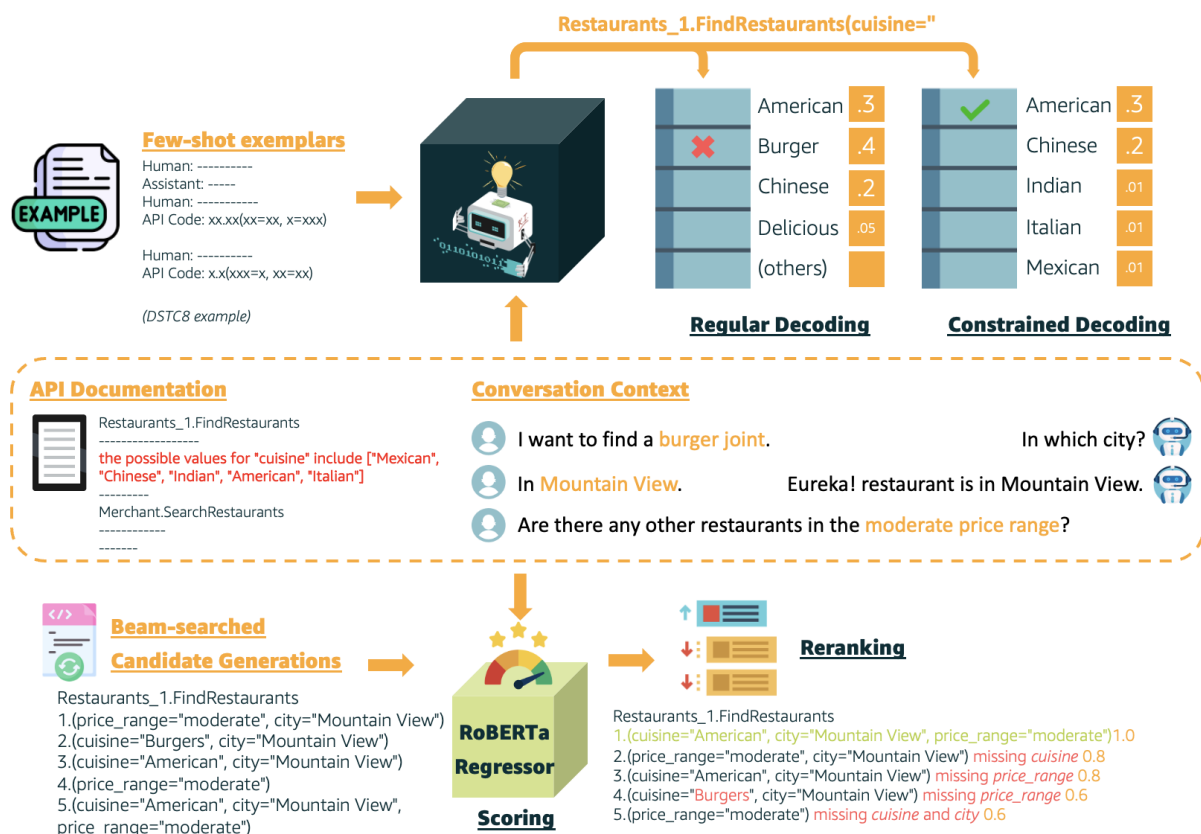 Restaurants_1.FindRestaurants(cuisine="
Few-shot exemplars
Human: ----------
Assistant: -----
Human: -----------
API Code: xx.xx(xx=xx, x=xxx)
Human: ----------
API Code: x.x(xxx=x, xx=xx)
(DSTC8 example)
EXAMPLE
0110101011
American .3
Burger .4
Chinese .2
Delicious .05
(others)
Regular Decoding
American .3
Chinese .2
Indian .01
Italian .01
Mexican .01
Constrained Decoding
API Documentation
Restaurants_1.FindRestaurants
------------------
the possible values for "cuisine" include ["Mexican",
"Chinese", "Indian", "American", "Italian"]
---------
Merchant.SearchRestaurants
------------
-------
Conversation Context
I want to find a burger joint.
In which city?
In Mountain View.
Eureka! restaurant is in Mountain View.
Are there any other restaurants in the moderate price range?
</>
Beam-searched
Candidate Generations
Restaurants_1.FindRestaurants
1.(price_range="moderate", city="Mountain View")
2.(cuisine="Burgers", city="Mountain View")
3.(cuisine="American", city="Mountain View")
4.(price_range="moderate")
5.(cuisine="American", city="Mountain View",
price_range="moderate")
RoBERTa
Regressor
Scoring
Reranking
Restaurants_1.FindRestaurants
1.(cuisine="American", city="Mountain View", price_range="moderate")1.0
2.(price_range="moderate", city="Mountain View") missing cuisine 0.8
3.(cuisine="American", city="Mountain View") missing price_range 0.8
4.(cuisine="Burgers", city="Mountain View") missing price_range 0.6
5.(price_range="moderate") missing cuisine and city 0.6